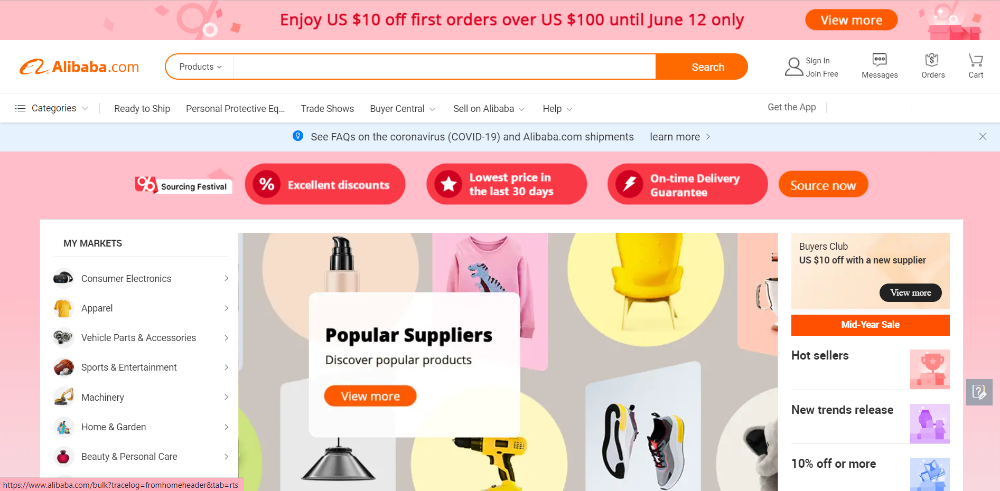 Enjoy US $10 off first orders over US $100 until June 12 only
View more
Alibaba.com
Products
Search
Sign In
Join Free
Messages
Orders
Cart
Categories
Ready to Ship
Personal Protective Eq...
Trade Shows
Buyer Central
Sell on Alibaba
Help
Get the App
See FAQs on the coronavirus (COVID-19) and Alibaba.com shipments
learn more
Sourcing Festival
% Excellent discounts
Lowest price in
the last 30 days
On-time Delivery
Guarantee
Source now
MY MARKETS
Consumer Electronics
Apparel
Vehicle Parts & Accessories
Sports & Entertainment
Machinery
Home & Garden
Beauty & Personal Care
Popular Suppliers
Discover popular products
View more
Buyers Club
US $10 off with a new supplier
View more
Mid-Year Sale
Hot sellers
New trends release
10% off or more
https://www.alibaba.com/bulk?tracelog=fromhomeheader&tab=rts